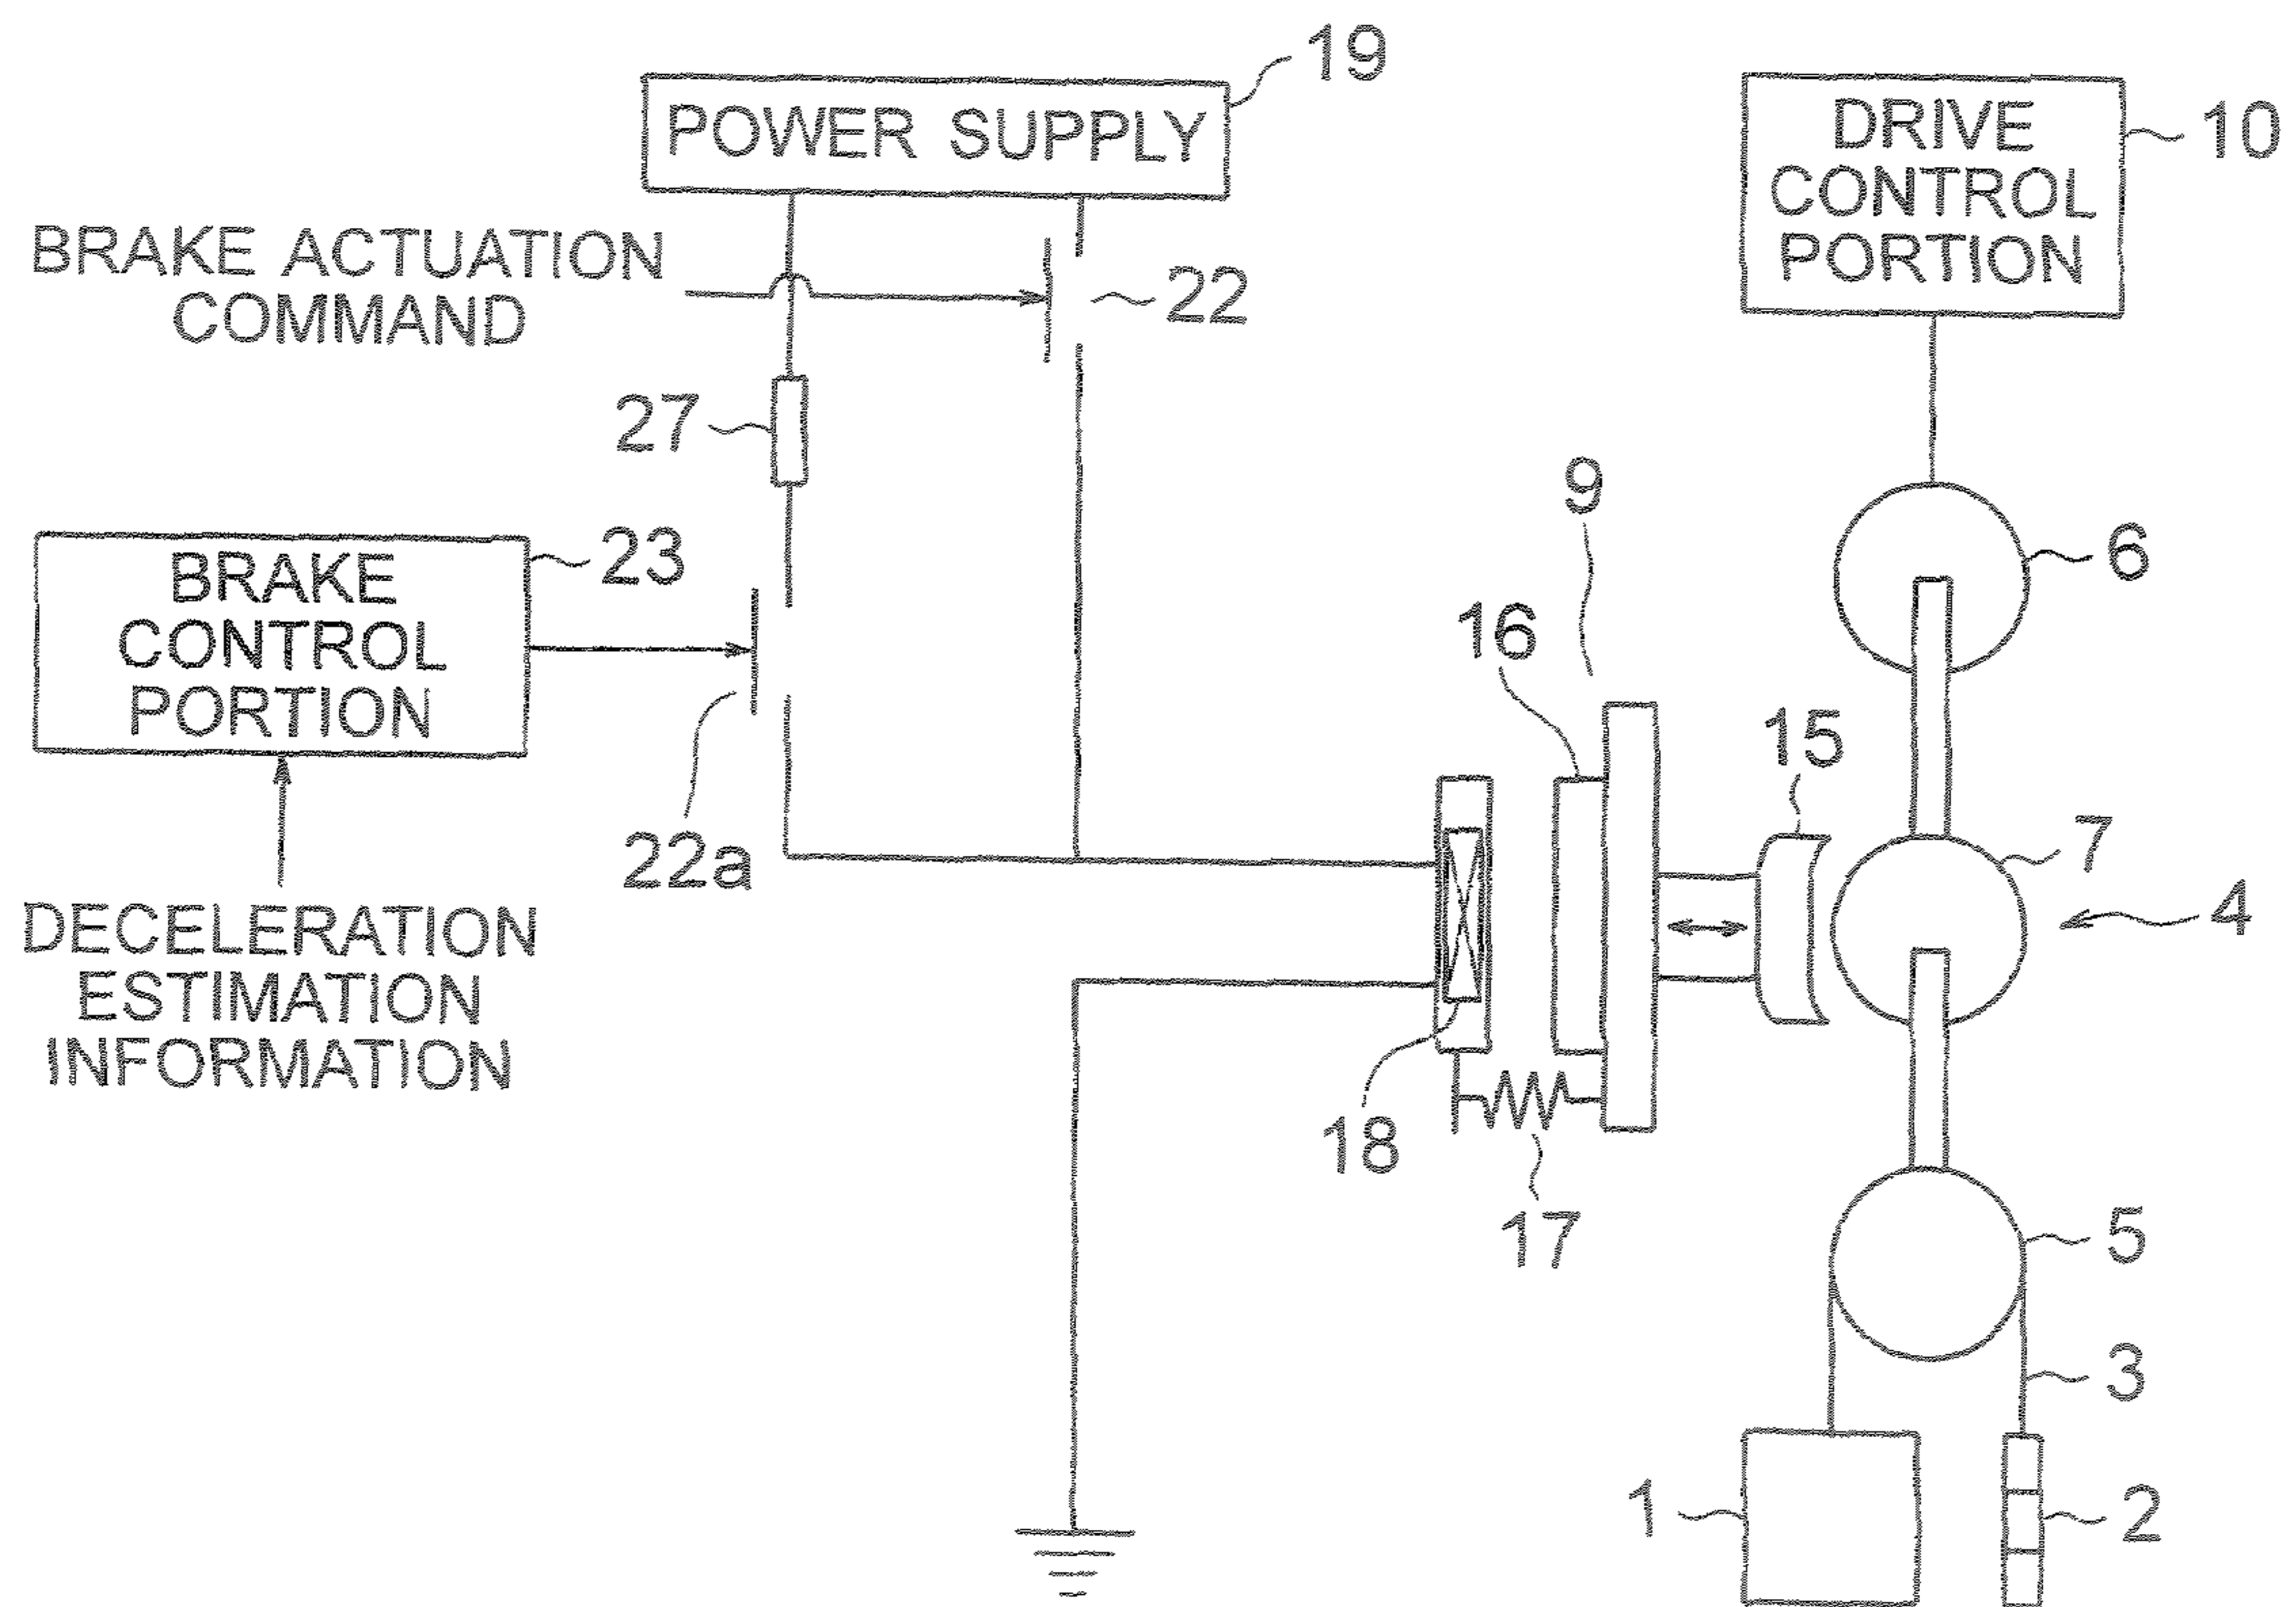 19
POWER SUPPLY
DRIVE
CONTROL
PORTION
10
BRAKE ACTUATION
COMMAND
22
27
9
BRAKE
CONTROL
PORTION
23
6
16
15
22a
7
4
DECELERATION
ESTIMATION
INFORMATION
18
17
5
3
1
2